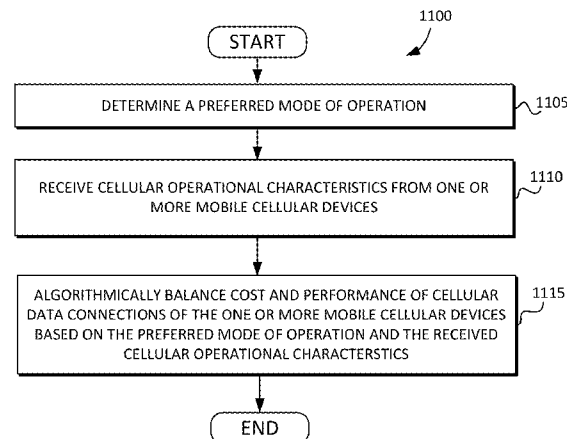 START
1100
DETERMINE A PREFERRED MODE OF OPERATION
1105
RECEIVE CELLULAR OPERATIONAL CHARACTERISTICS FROM ONE OR
MORE MOBILE CELLULAR DEVICES
1110
ALGORITHMICALLY BALANCE COST AND PERFORMANCE OF CELLULAR
DATA CONNECTIONS OF THE ONE OR MORE MOBILE CELLULAR DEVICES
BASED ON THE PREFERRED MODE OF OPERATION AND THE RECEIVED
CELLULAR OPERATIONAL CHARACTERSTICS
1115
END